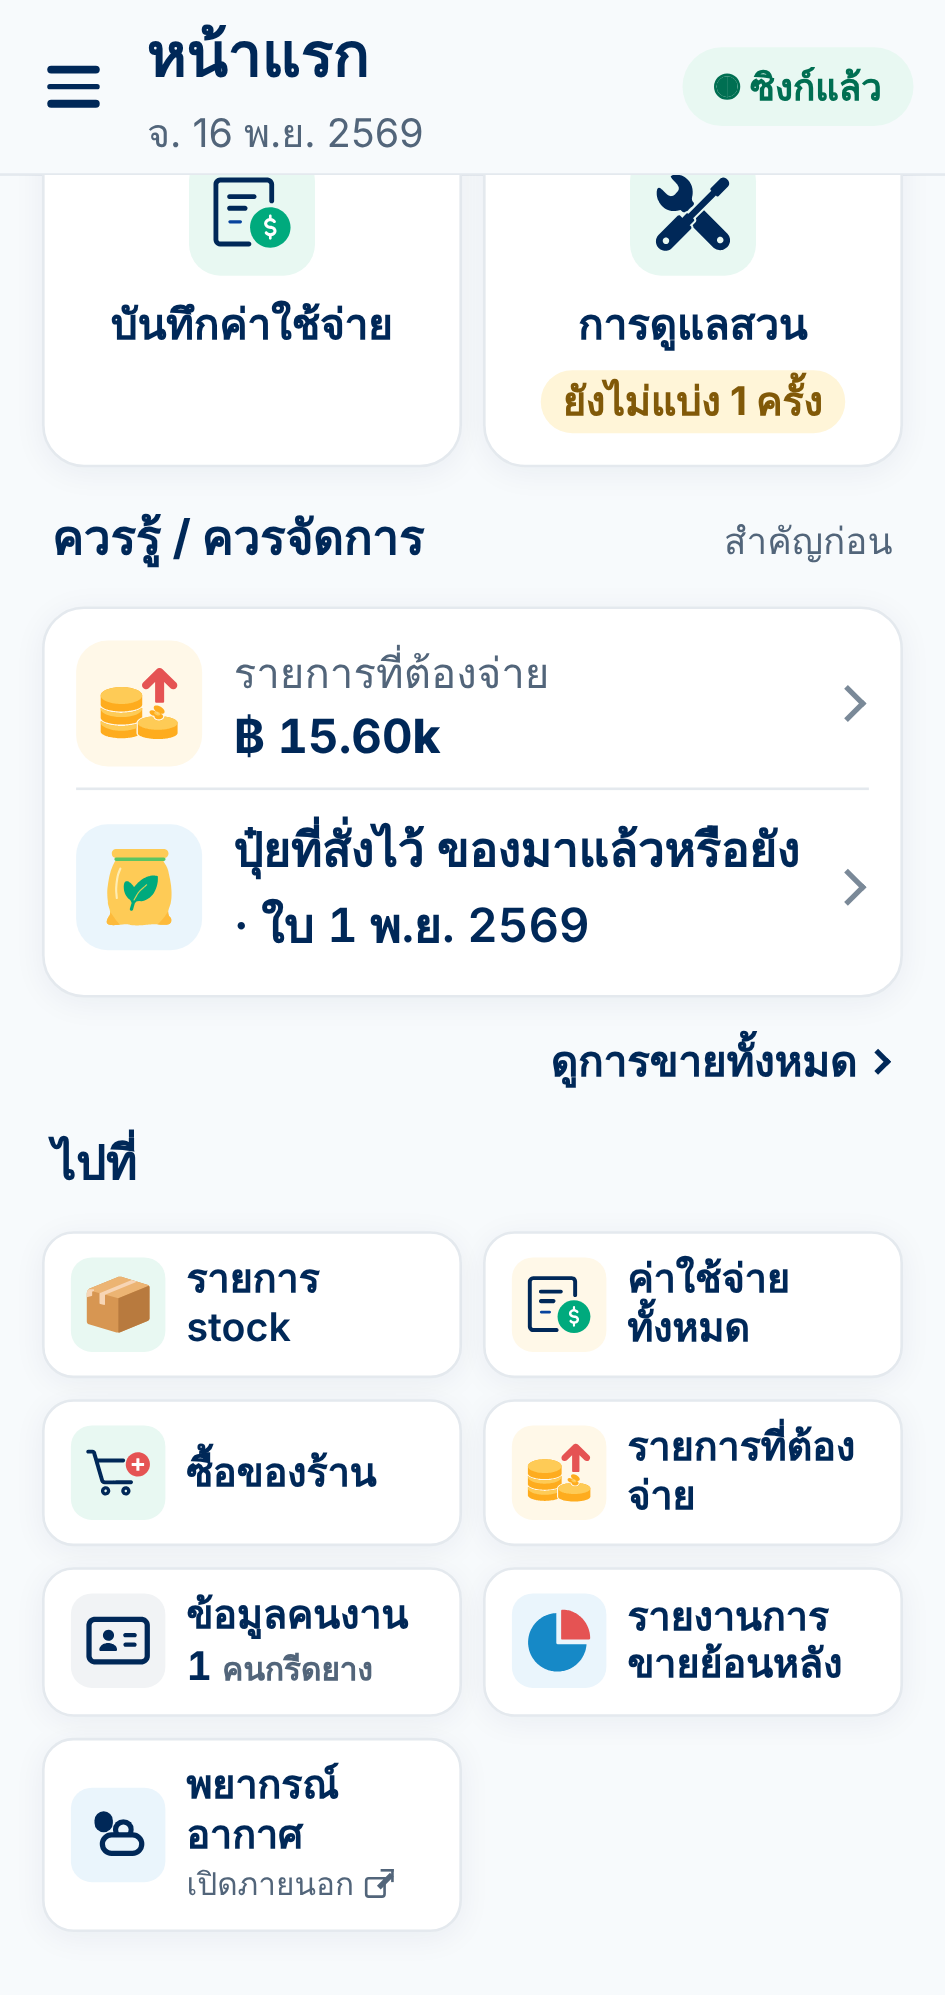 หน้าแรก
จ. 16 พ.ย. 2569
ซิงก์แล้ว
บันทึกค่าใช้จ่าย
การดูแลสวน
ยังไม่แบ่ง 1 ครั้ง
ควรรู้ / ควรจัดการ
สำคัญก่อน
รายการที่ต้องจ่าย
฿ 15.60k
ปุ๋ยที่สั่งไว้ ของมาแล้วหรือยัง
· ใบ 1 พ.ย. 2569
ดูการขายทั้งหมด
ไปที่
รายการ
stock
ค่าใช้จ่าย
ทั้งหมด
ซื้อของร้าน
รายการที่ต้อง
จ่าย
ข้อมูลคนงาน
1 คนกรีดยาง
รายงานการ
ขายย้อนหลัง
พยากรณ์
อากาศ
เปิดภายนอก